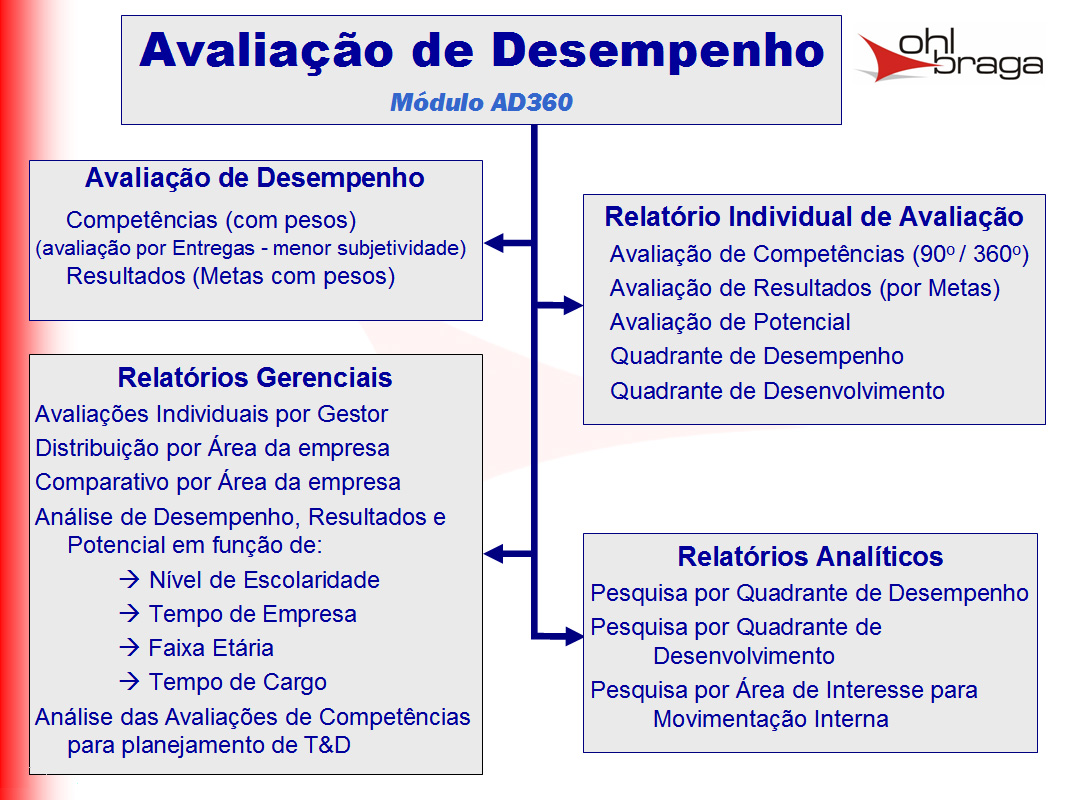 Avaliação de Desempenho
Módulo AD360
ohl
braga
Avaliação de Desempenho
Competências (com pesos)
(avaliação por Entregas - menor subjetividade)
Resultados (Metas com pesos)
Relatório Individual de Avaliação
Avaliação de Competências (90º / 360º)
Avaliação de Resultados (por Metas)
Avaliação de Potencial
Quadrante de Desempenho
Quadrante de Desenvolvimento
Relatórios Gerenciais
Avaliações Individuais por Gestor
Distribuição por Área da empresa
Comparativo por Área da empresa
Análise de Desempenho, Resultados e
Potencial em função de:
→ Nível de Escolaridade
→ Tempo de Empresa
→ Faixa Etária
→ Tempo de Cargo
Análise das Avaliações de Competências
para planejamento de T&D
Relatórios Analíticos
Pesquisa por Quadrante de Desempenho
Pesquisa por Quadrante de
Desenvolvimento
Pesquisa por Área de Interesse para
Movimentação Interna